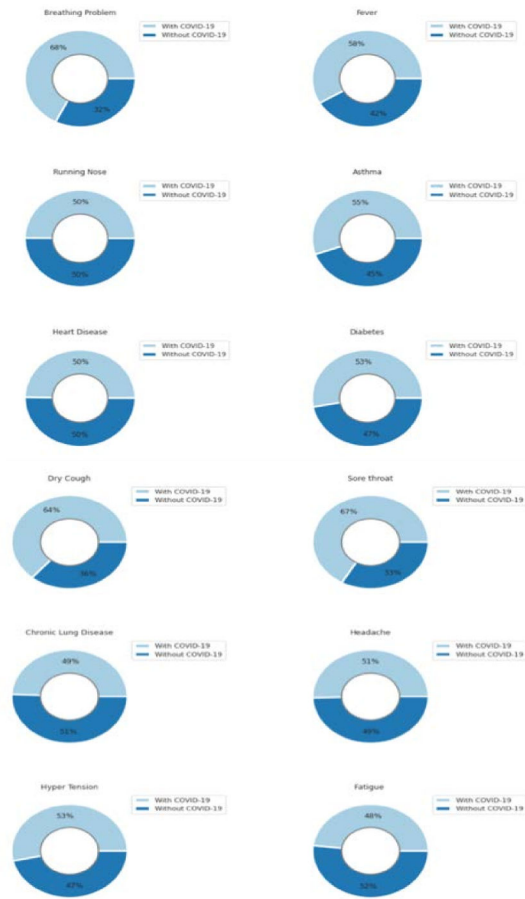 Breathing Problem
With COVID-19
Without COVID-19
68%
32%
Fever
With COVID-19
Without COVID-19
58%
42%
Running Nose
With COVID-19
Without COVID-19
50%
50%
Asthma
With COVID-19
Without COVID-19
55%
45%
Heart Disease
With COVID-19
Without COVID-19
50%
50%
Diabetes
With COVID-19
Without COVID-19
53%
47%
Dry Cough
With COVID-19
Without COVID-19
64%
36%
Sore throat
With COVID-19
Without COVID-19
67%
33%
Chronic Lung Disease
With COVID-19
Without COVID-19
49%
51%
Headache
With COVID-19
Without COVID-19
51%
49%
Hyper Tension
With COVID-19
Without COVID-19
53%
47%
Fatigue
With COVID-19
Without COVID-19
48%
52%